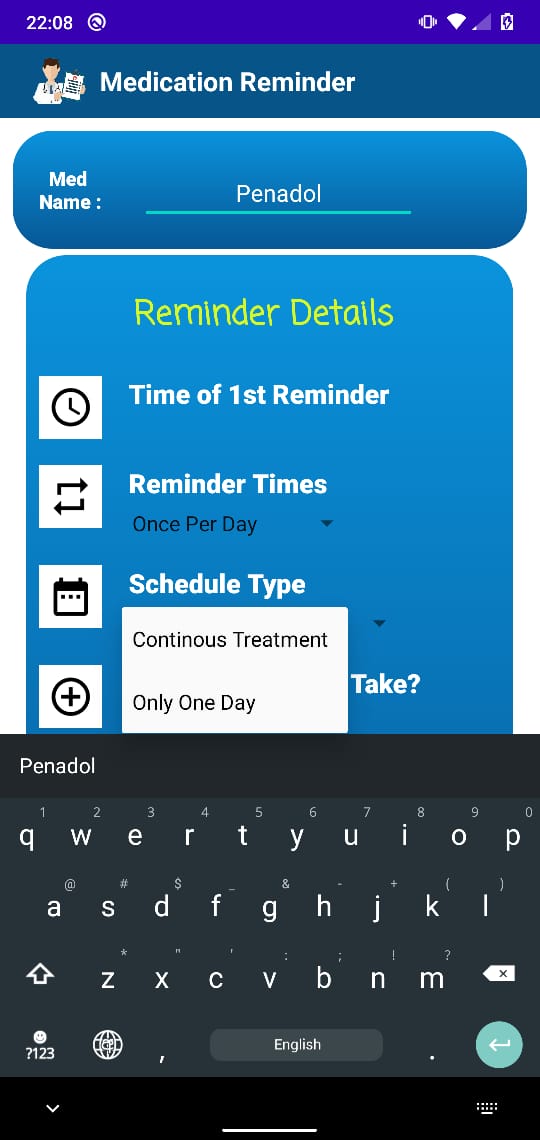 22:08
Medication Reminder
Med
Name :
Penadol
Reminder Details
Time of 1st Reminder
Reminder Times
Once Per Day
Schedule Type
Continous Treatment
Take?
Only One Day
Penadol
1 2 3 4 5 6 7 8 9 0
q w e r t y u i o p
@ # $ _ & - + ( )
a s d f g h j k l
* " ' : ; ! ?
z x c v b n m
?123 , English .